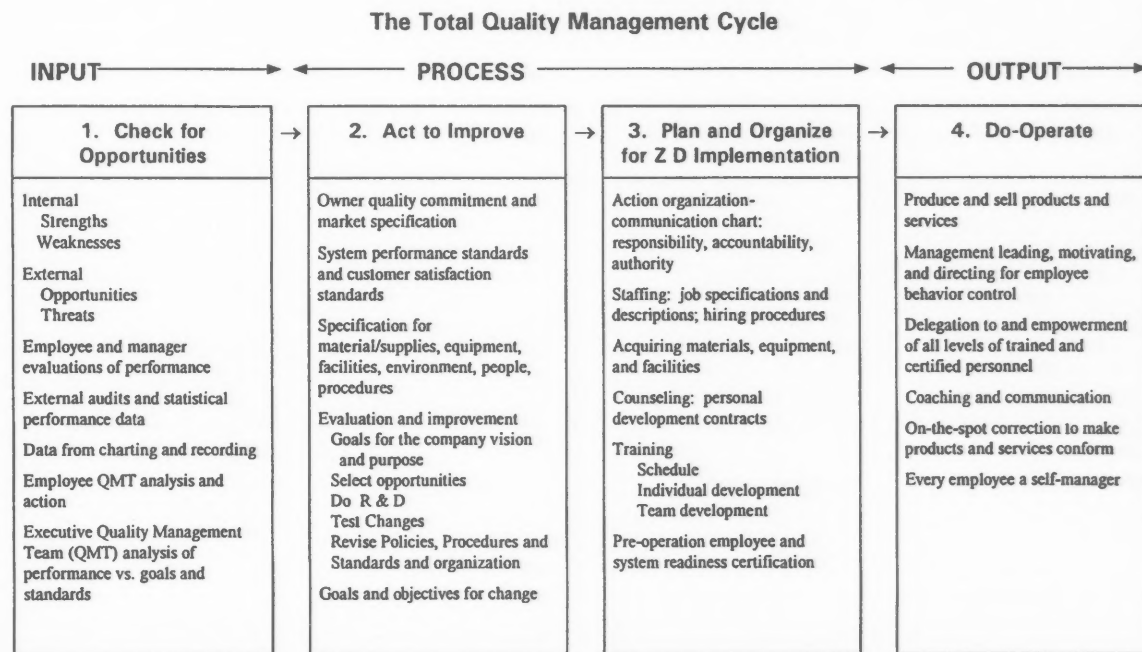 The Total Quality Management Cycle
INPUT
PROCESS
OUTPUT
1. Check for
Opportunities
Internal
Strengths
Weaknesses
External
Opportunities
Threats
Employee and manager
evaluations of performance
External audits and statistical
performance data
Data from charting and recording
Employee QMT analysis and
action
Executive Quality Management
Team (QMT) analysis of
performance vs. goals and
standards
→
2. Act to Improve
Owner quality commitment and
market specification
System performance standards
and customer satisfaction
standards
Specification for
material/supplies, equipment,
facilities, environment, people,
procedures
Evaluation and improvement
Goals for the company vision
and purpose
Select opportunities
Do R & D
Test Changes
Revise Policies, Procedures and
Standards and organization
Goals and objectives for change
→
3. Plan and Organize
for Z D Implementation
Action organization-
communication chart:
responsibility, accountability,
authority
Staffing: job specifications and
descriptions; hiring procedures
Acquiring materials, equipment,
and facilities
Counseling: personal
development contracts
Training
Schedule
Individual development
Team development
Pre-operation employee and
system readiness certification
→
4. Do-Operate
Produce and sell products and
services
Management leading, motivating,
and directing for employee
behavior control
Delegation to and empowerment
of all levels of trained and
certified personnel
Coaching and communication
On-the-spot correction to make
products and services conform
Every employee a self-manager